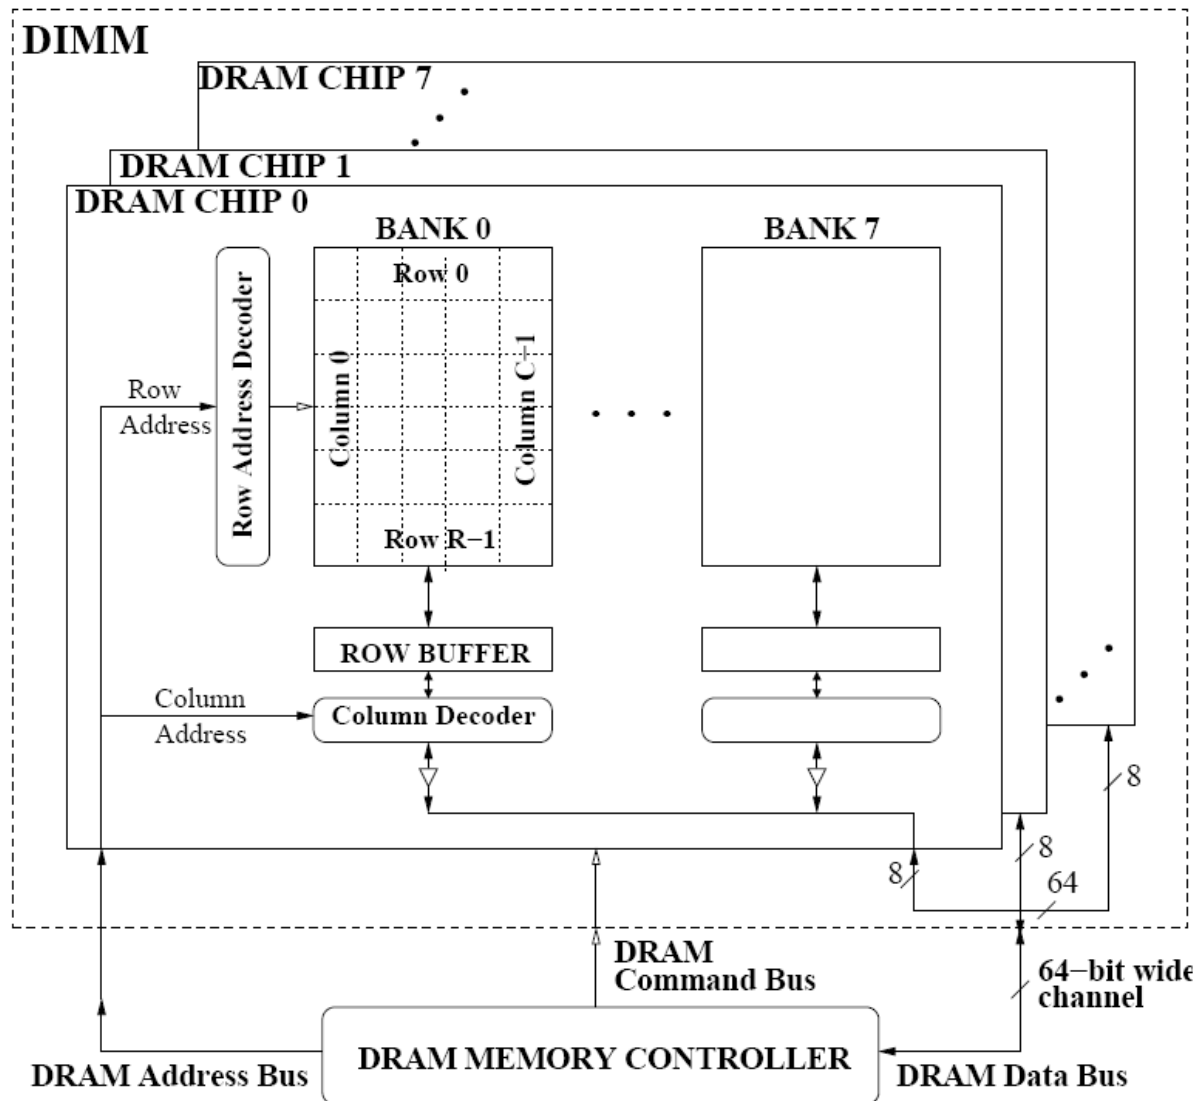 DIMM
DRAM CHIP 7
DRAM CHIP 1
DRAM CHIP 0
BANK 0
BANK 7
Row Address Decoder
Row 0
Column 0
Column C−1
Row
Address
Row R−1
ROW BUFFER
Column
Address
Column Decoder
8
8
8
64
DRAM
Command Bus
64−bit wide
channel
DRAM MEMORY CONTROLLER
DRAM Address Bus
DRAM Data Bus